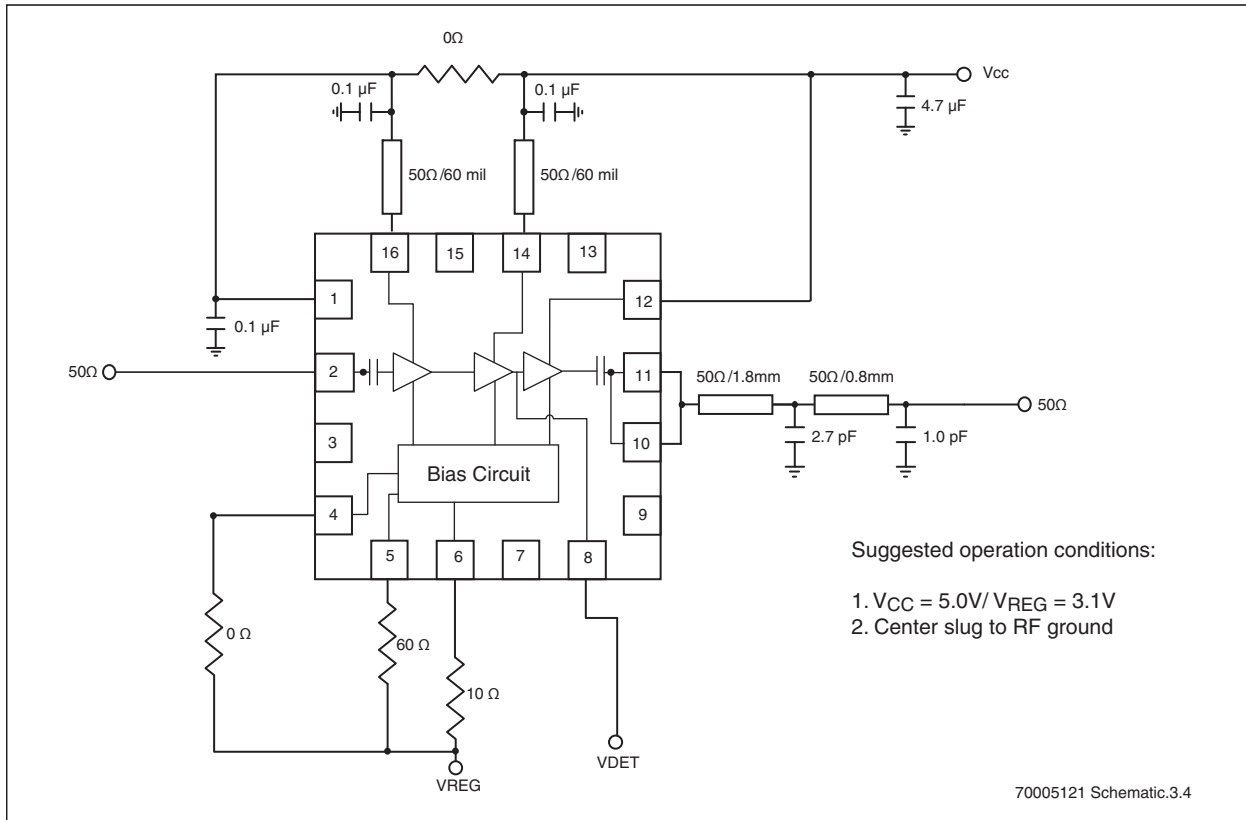 0Ω
Vcc
0.1 µF
0.1 µF
4.7 µF
50Ω/60 mil
50Ω/60 mil
16
15
14
13
1
12
0.1 µF
50Ω
2
11
50Ω/1.8mm
50Ω/0.8mm
50Ω
2.7 pF
1.0 pF
3
10
Bias Circuit
4
9
5
6
7
8
0 Ω
60 Ω
10 Ω
VREG
VDET
Suggested operation conditions:
1. VCC = 5.0V/ VREG = 3.1V
2. Center slug to RF ground
70005121 Schematic.3.4